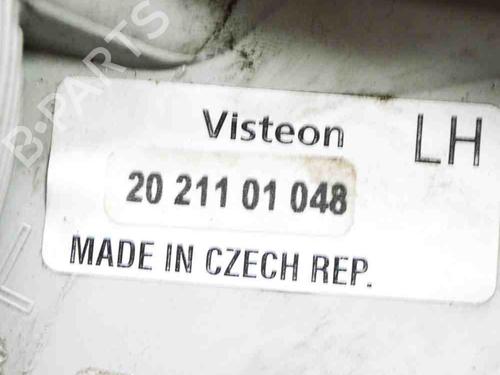 B-PARTS
Visteon LH
20 211 01 048
MADE IN CZECH REP.